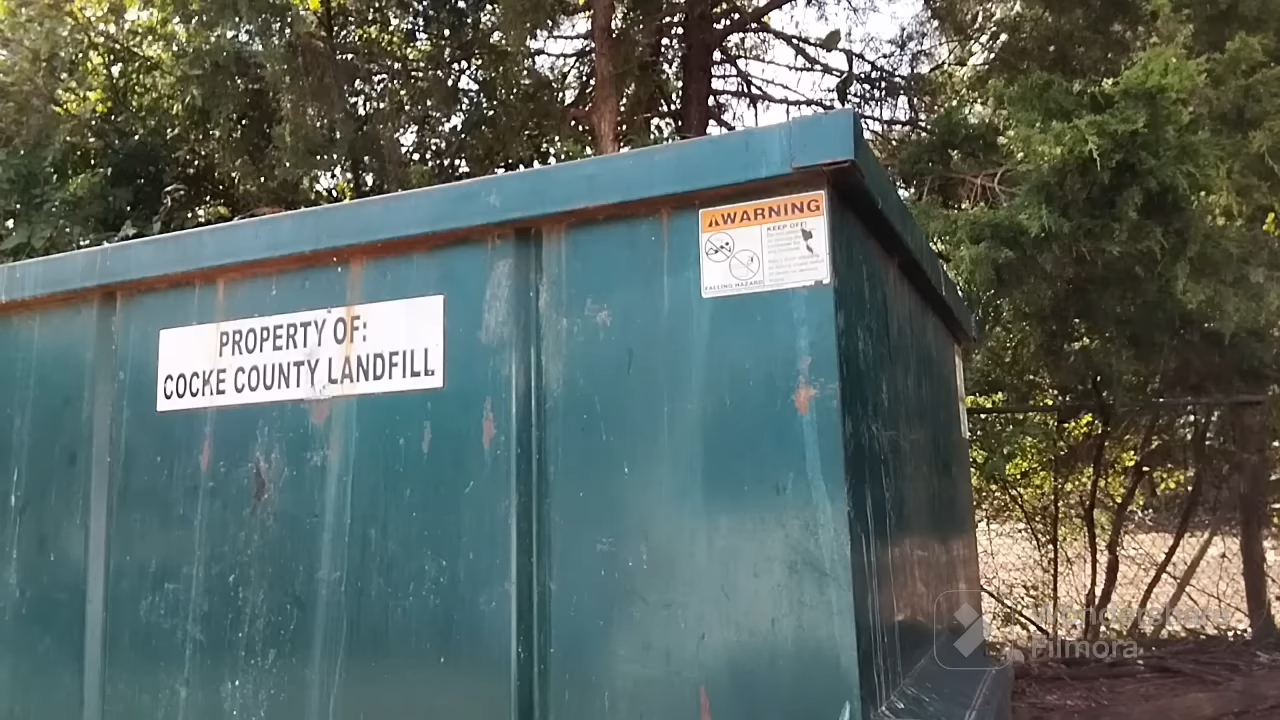 PROPERTY OF:
COCKE COUNTY LANDFILL
WARNING
KEEP OFF!
FALLING HAZARD
Wondershare
Filmora